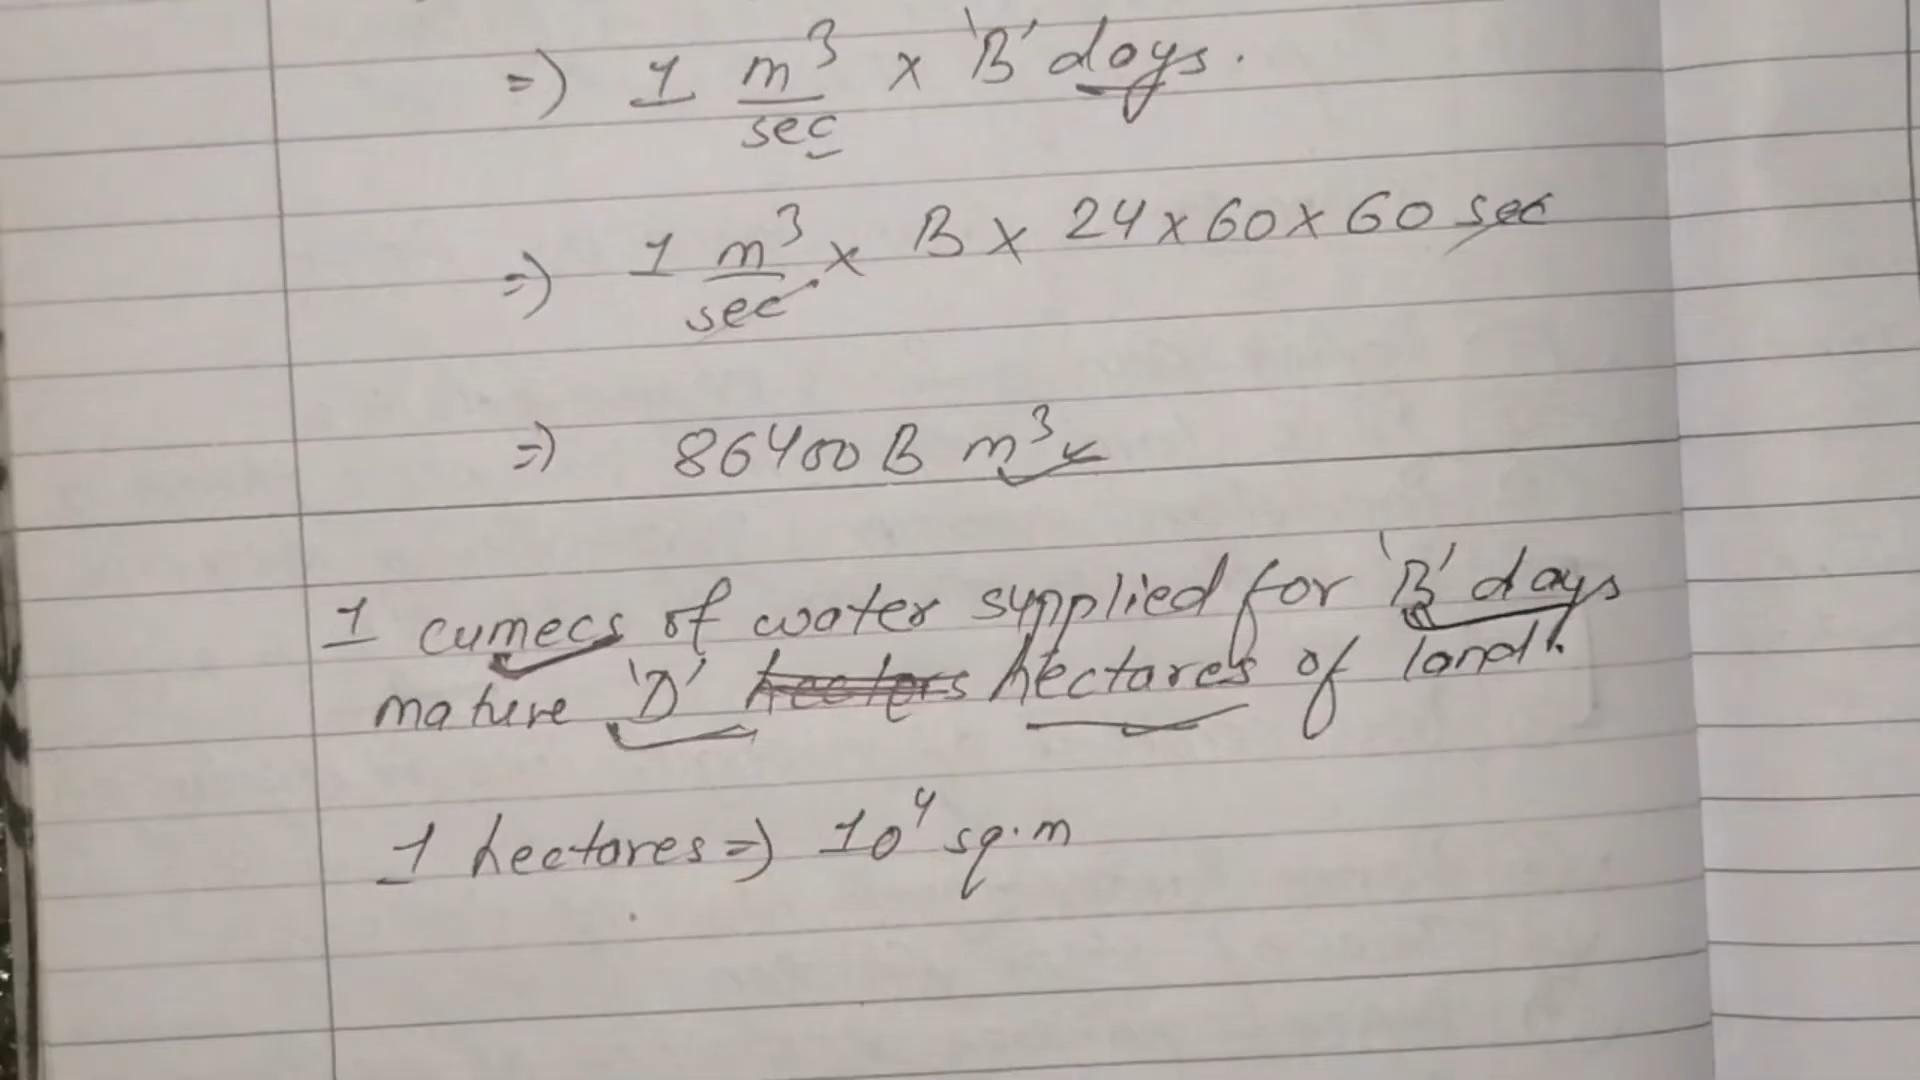 =) 1 m³/sec x 'B' days.
=) 1 m³/sec x B x 24 x 60 x 60 sec
=) 86400 B m³
1 cumecs of water supplied for 'B' days
mature 'D' hectares of land.
1 hectares =) 10⁴ sq.m